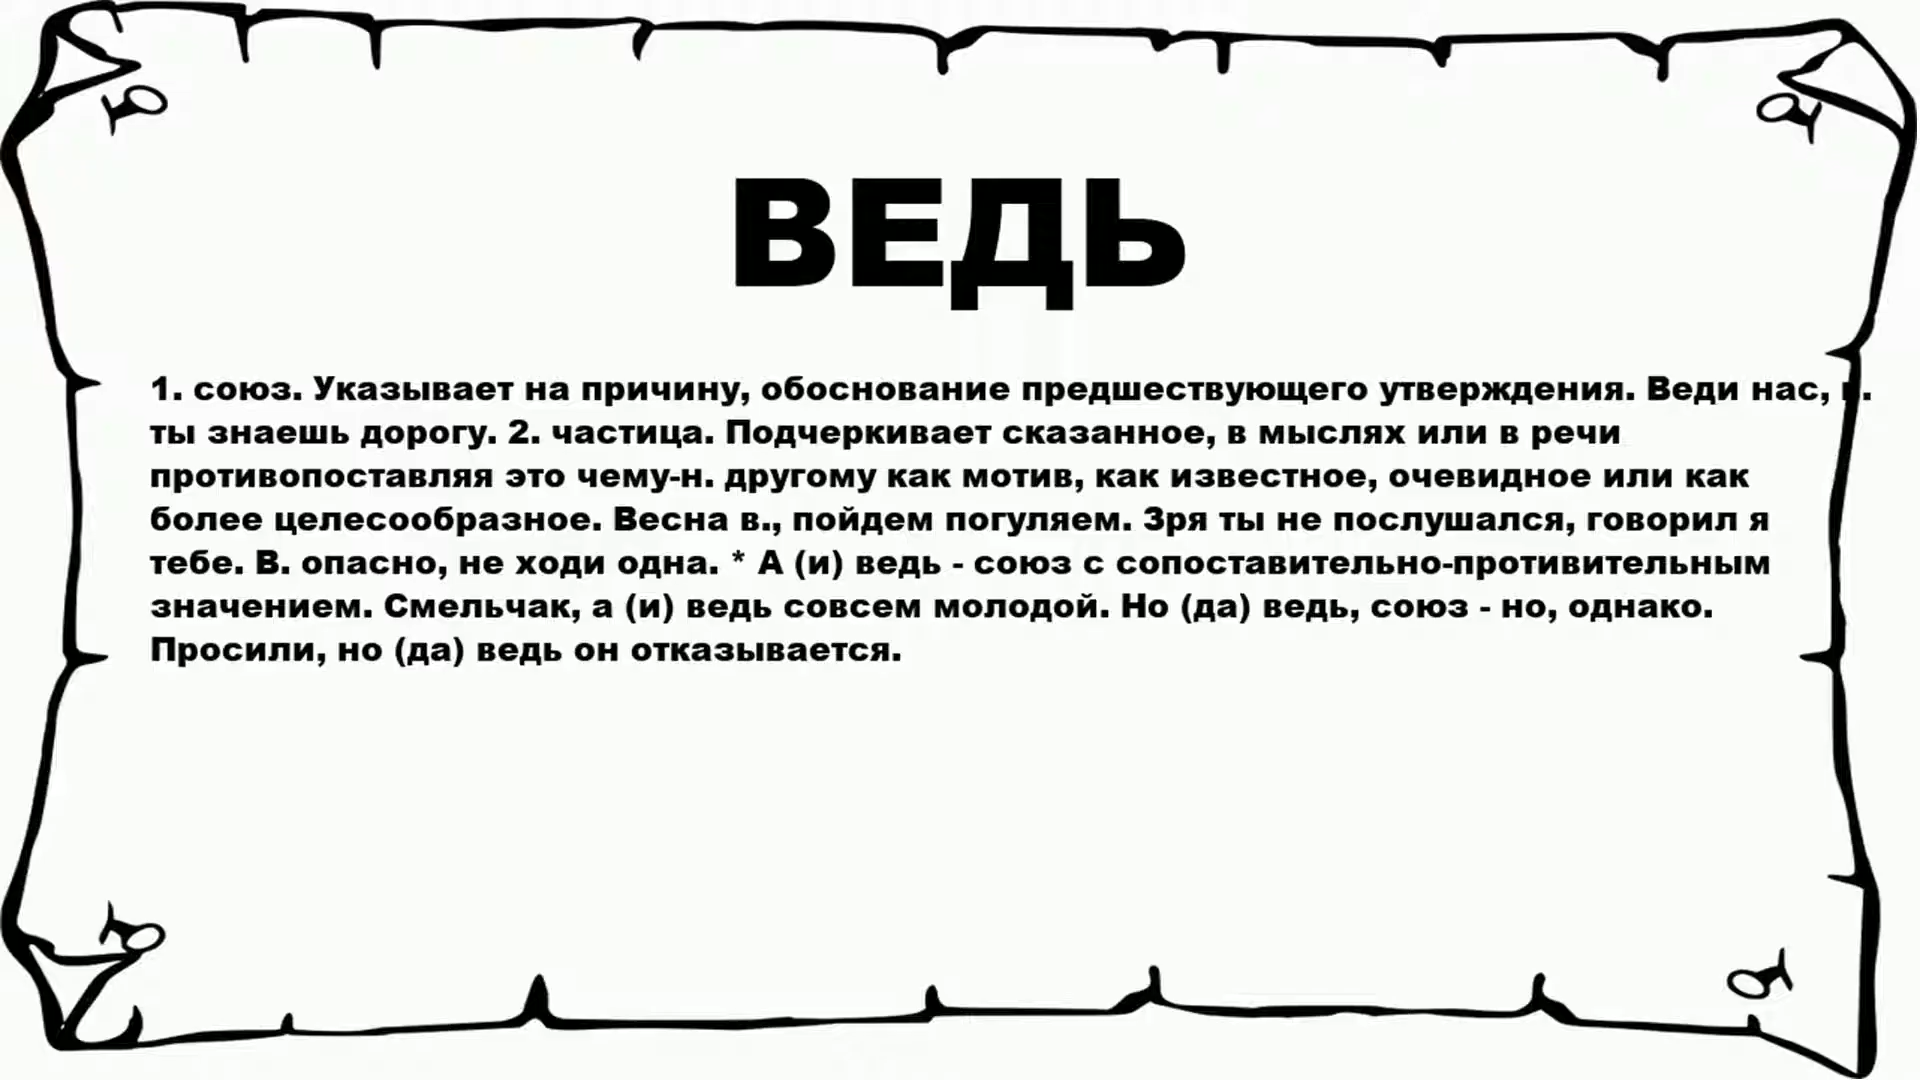 ВЕДЬ
1. союз. Указывает на причину, обоснование предшествующего утверждения. Веди нас, в.
ты знаешь дорогу. 2. частица. Подчеркивает сказанное, в мыслях или в речи
противопоставляя это чему-н. другому как мотив, как известное, очевидное или как
более целесообразное. Весна в., пойдем погуляем. Зря ты не послушался, говорил я
тебе. В. опасно, не ходи одна. * А (и) ведь - союз с сопоставительно-противительным
значением. Смельчак, а (и) ведь совсем молодой. Но (да) ведь, союз - но, однако.
Просили, но (да) ведь он отказывается.